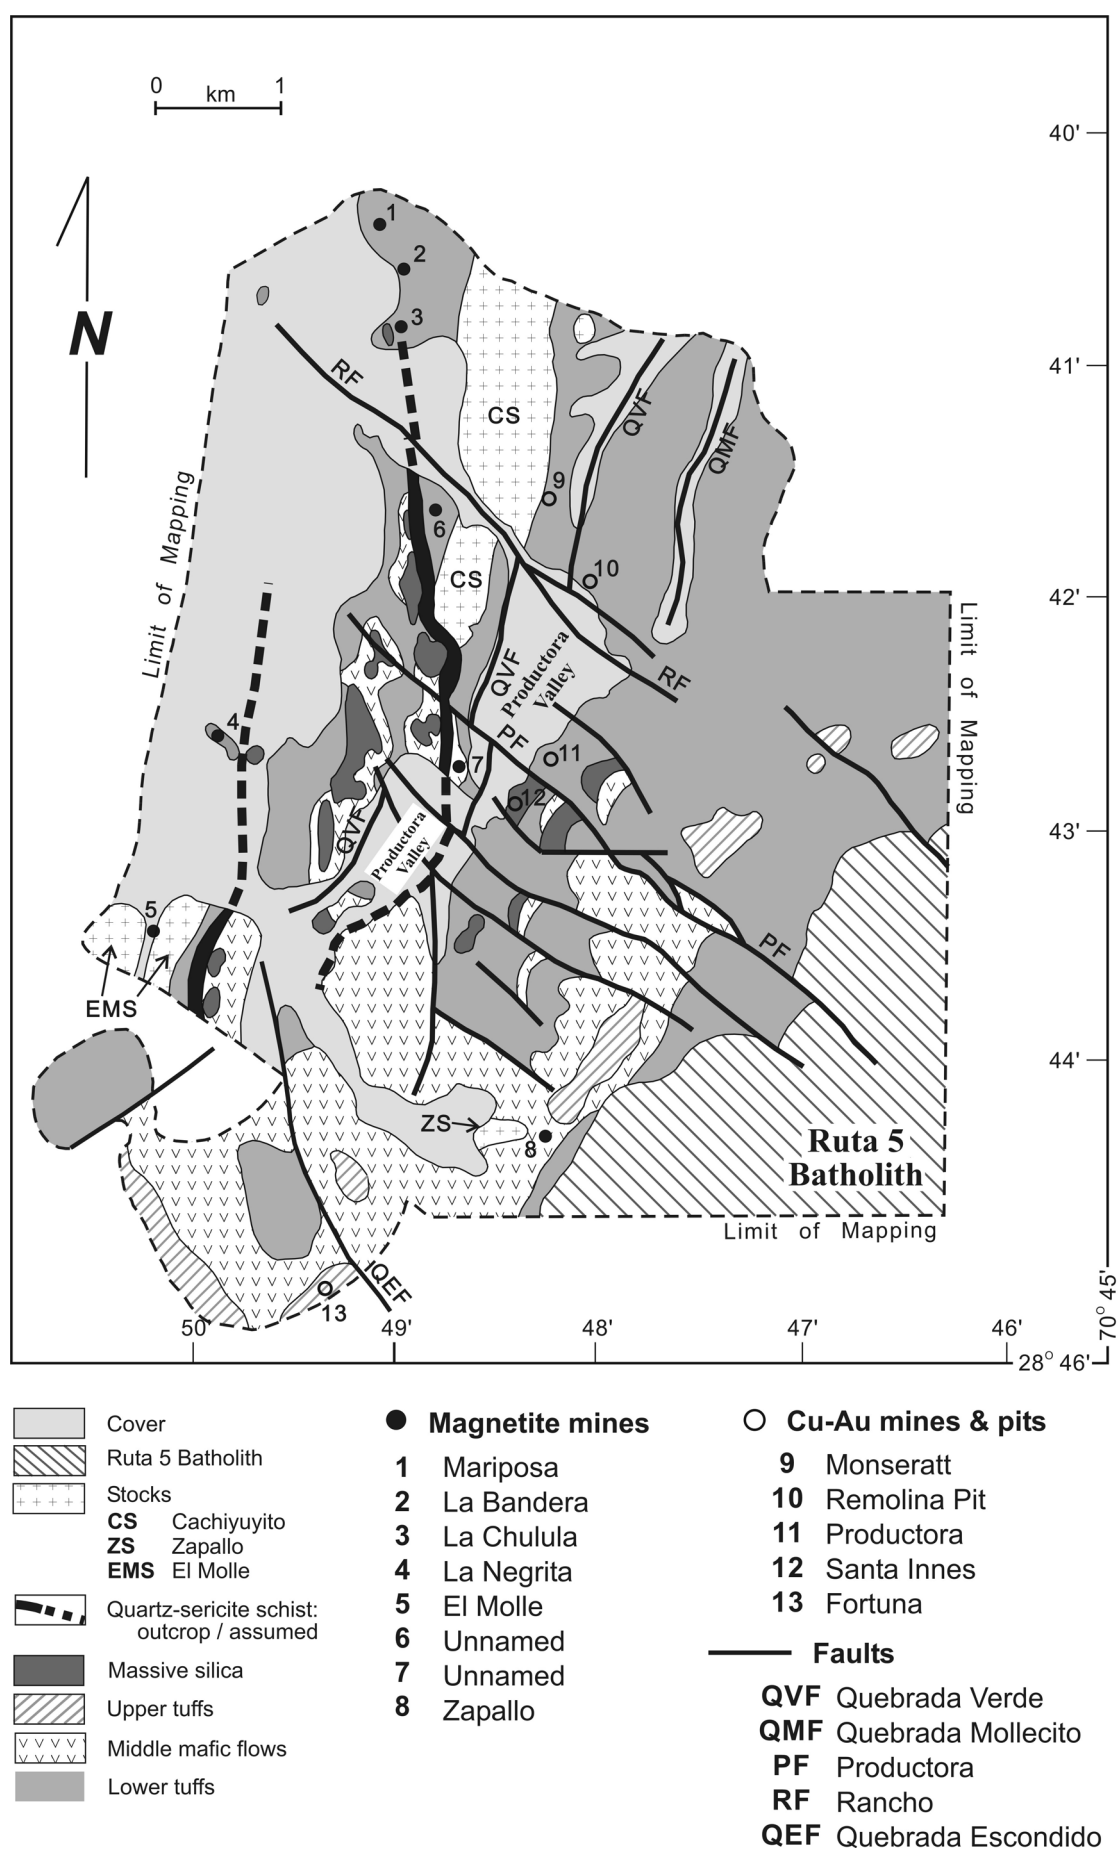 0 1
km
40'
1
2
N
3
41'
RF
CS
QVF
QMF
9
6
Limit of Mapping
CS
10
42'
Limit of Mapping
Productora
Valley
QVF
RF
4
PF
11
7
12
QVF
Productora
Valley
43'
5
PF
EMS
44'
ZS
8
Ruta 5
Batholith
Limit of Mapping
QEF
13
50' 49' 48' 47' 46'
28° 46'
70° 45'
Cover
Ruta 5 Batholith
Stocks
CS Cachiyuyito
ZS Zapallo
EMS El Molle
Quartz-sericite schist:
outcrop / assumed
Massive silica
Upper tuffs
Middle mafic flows
Lower tuffs
Magnetite mines
1 Mariposa
2 La Bandera
3 La Chulula
4 La Negrita
5 El Molle
6 Unnamed
7 Unnamed
8 Zapallo
Cu-Au mines & pits
9 Monseratt
10 Remolina Pit
11 Productora
12 Santa Innes
13 Fortuna
Faults
QVF Quebrada Verde
QMF Quebrada Mollecito
PF Productora
RF Rancho
QEF Quebrada Escondido